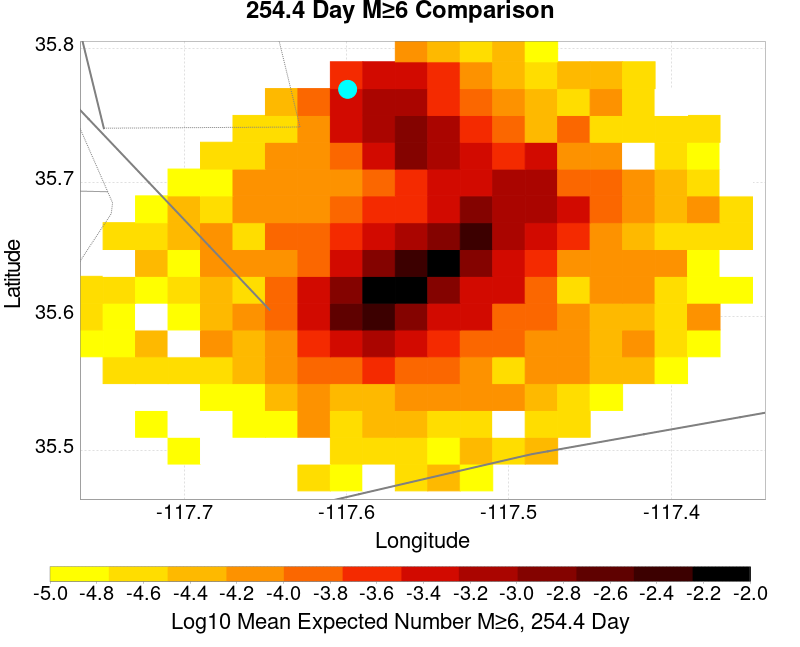 254.4 Day M≥6 Comparison
35.8
35.7
35.6
35.5
Latitude
-117.7 -117.6 -117.5 -117.4
Longitude
-5.0 -4.8 -4.6 -4.4 -4.2 -4.0 -3.8 -3.6 -3.4 -3.2 -3.0 -2.8 -2.6 -2.4 -2.2 -2.0
Log10 Mean Expected Number M≥6, 254.4 Day